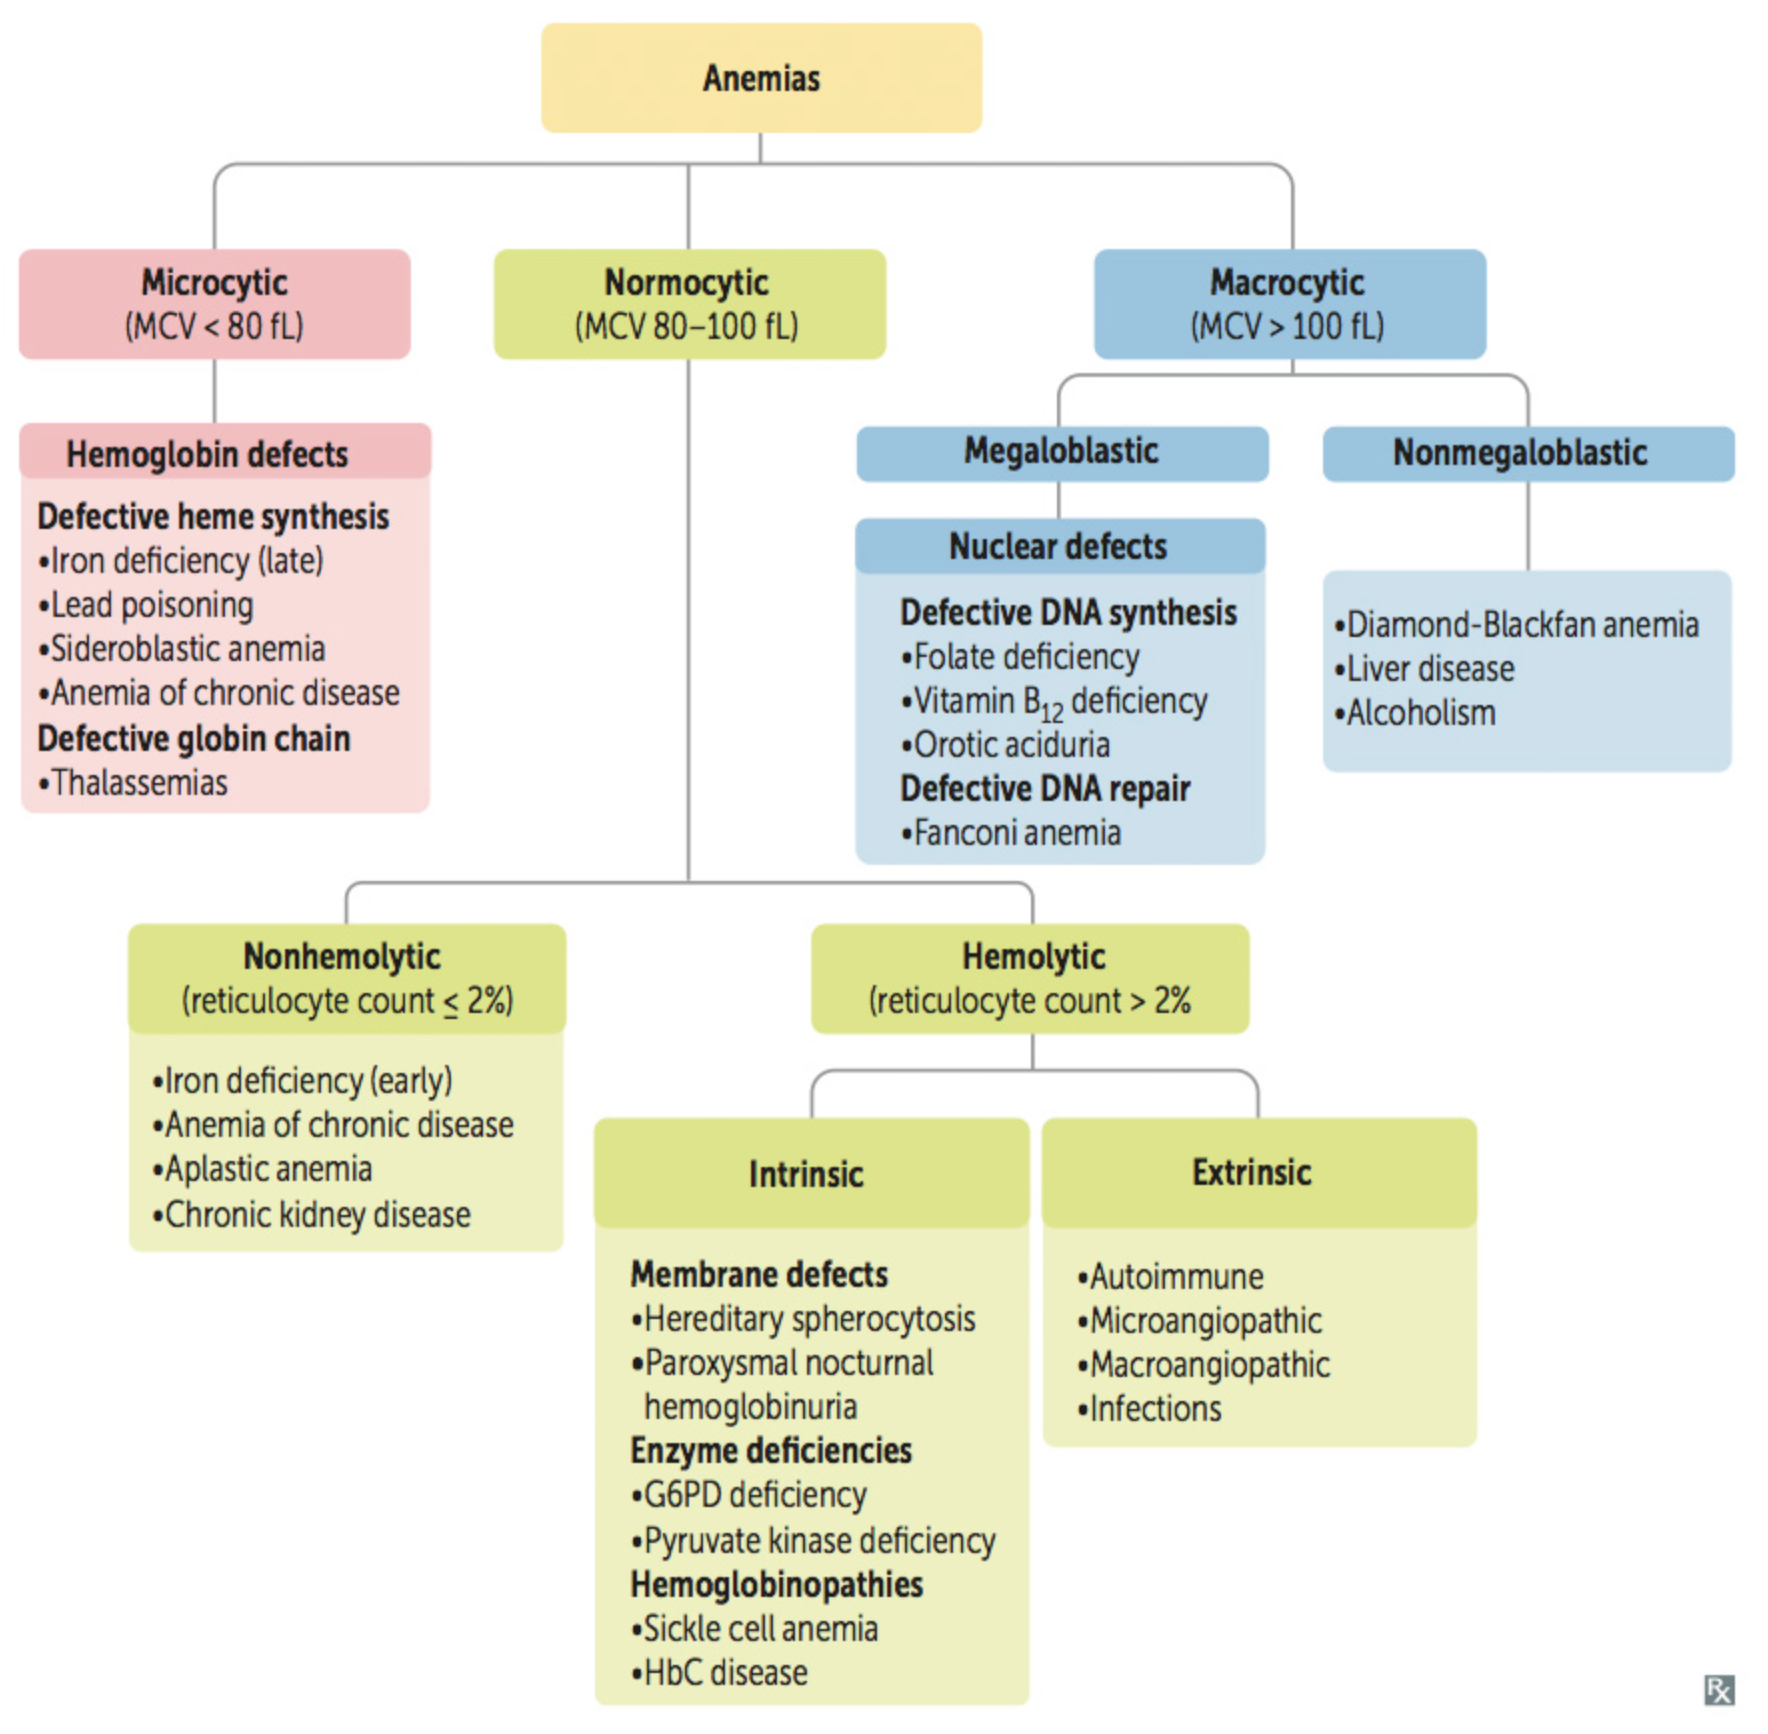 Anemias
Microcytic
(MCV < 80 fL)
Normocytic
(MCV 80–100 fL)
Macrocytic
(MCV > 100 fL)
Hemoglobin defects
Defective heme synthesis
•Iron deficiency (late)
•Lead poisoning
•Sideroblastic anemia
•Anemia of chronic disease
Defective globin chain
•Thalassemias
Megaloblastic
Nuclear defects
Defective DNA synthesis
•Folate deficiency
•Vitamin B12 deficiency
•Orotic aciduria
Defective DNA repair
•Fanconi anemia
Nonmegaloblastic
•Diamond-Blackfan anemia
•Liver disease
•Alcoholism
Nonhemolytic
(reticulocyte count ≤ 2%)
•Iron deficiency (early)
•Anemia of chronic disease
•Aplastic anemia
•Chronic kidney disease
Hemolytic
(reticulocyte count > 2%
Intrinsic
Membrane defects
•Hereditary spherocytosis
•Paroxysmal nocturnal
hemoglobinuria
Enzyme deficiencies
•G6PD deficiency
•Pyruvate kinase deficiency
Hemoglobinopathies
•Sickle cell anemia
•HbC disease
Extrinsic
•Autoimmune
•Microangiopathic
•Macroangiopathic
•Infections
Rx